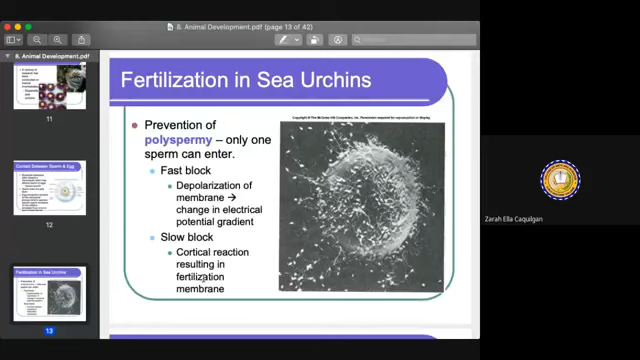 8. Animal Development.pdf (page 13 of 42)
Search
8. Animal Development.pdf
11
Contact Between Sperm & Egg
12
Fertilization in Sea Urchins
13
Fertilization in Sea Urchins
Prevention of
polyspermy – only one
sperm can enter.
Fast block
Depolarization of
membrane →
change in electrical
potential gradient
Slow block
Cortical reaction
resulting in
fertilization
membrane
Copyright © The McGraw-Hill Companies, Inc. Permission required for reproduction or display.
Zarah Ella Caquilgan